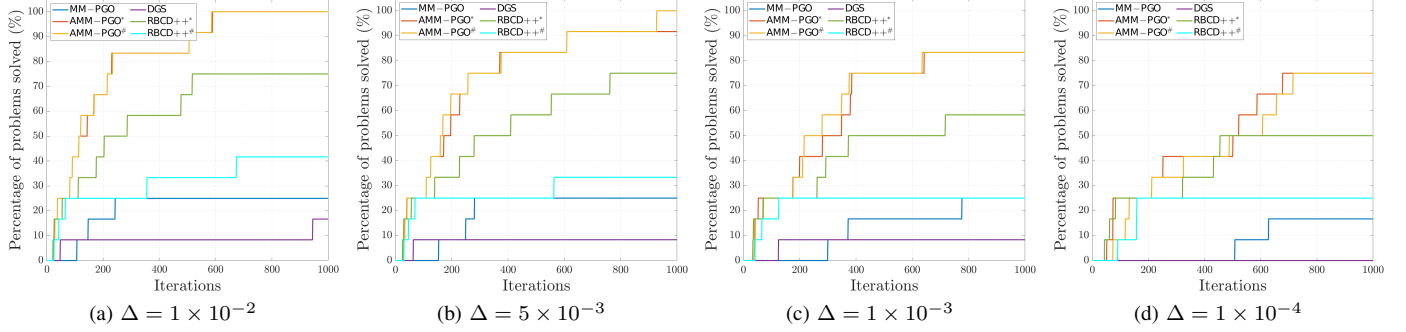 MM-PGO DGS
AMM-PGO* RBCD++*
AMM-PGO# RBCD++#
Percentage of problems solved (%)
100
90
80
70
60
50
40
30
20
10
0
0 200 400 600 800 1000
Iterations
(a) Δ = 1 × 10−2
MM-PGO DGS
AMM-PGO* RBCD++*
AMM-PGO# RBCD++#
Percentage of problems solved (%)
100
90
80
70
60
50
40
30
20
10
0
0 200 400 600 800 1000
Iterations
(b) Δ = 5 × 10−3
MM-PGO DGS
AMM-PGO* RBCD++*
AMM-PGO# RBCD++#
Percentage of problems solved (%)
100
90
80
70
60
50
40
30
20
10
0
0 200 400 600 800 1000
Iterations
(c) Δ = 1 × 10−3
MM-PGO DGS
AMM-PGO* RBCD++*
AMM-PGO# RBCD++#
Percentage of problems solved (%)
100
90
80
70
60
50
40
30
20
10
0
0 200 400 600 800 1000
Iterations
(d) Δ = 1 × 10−4